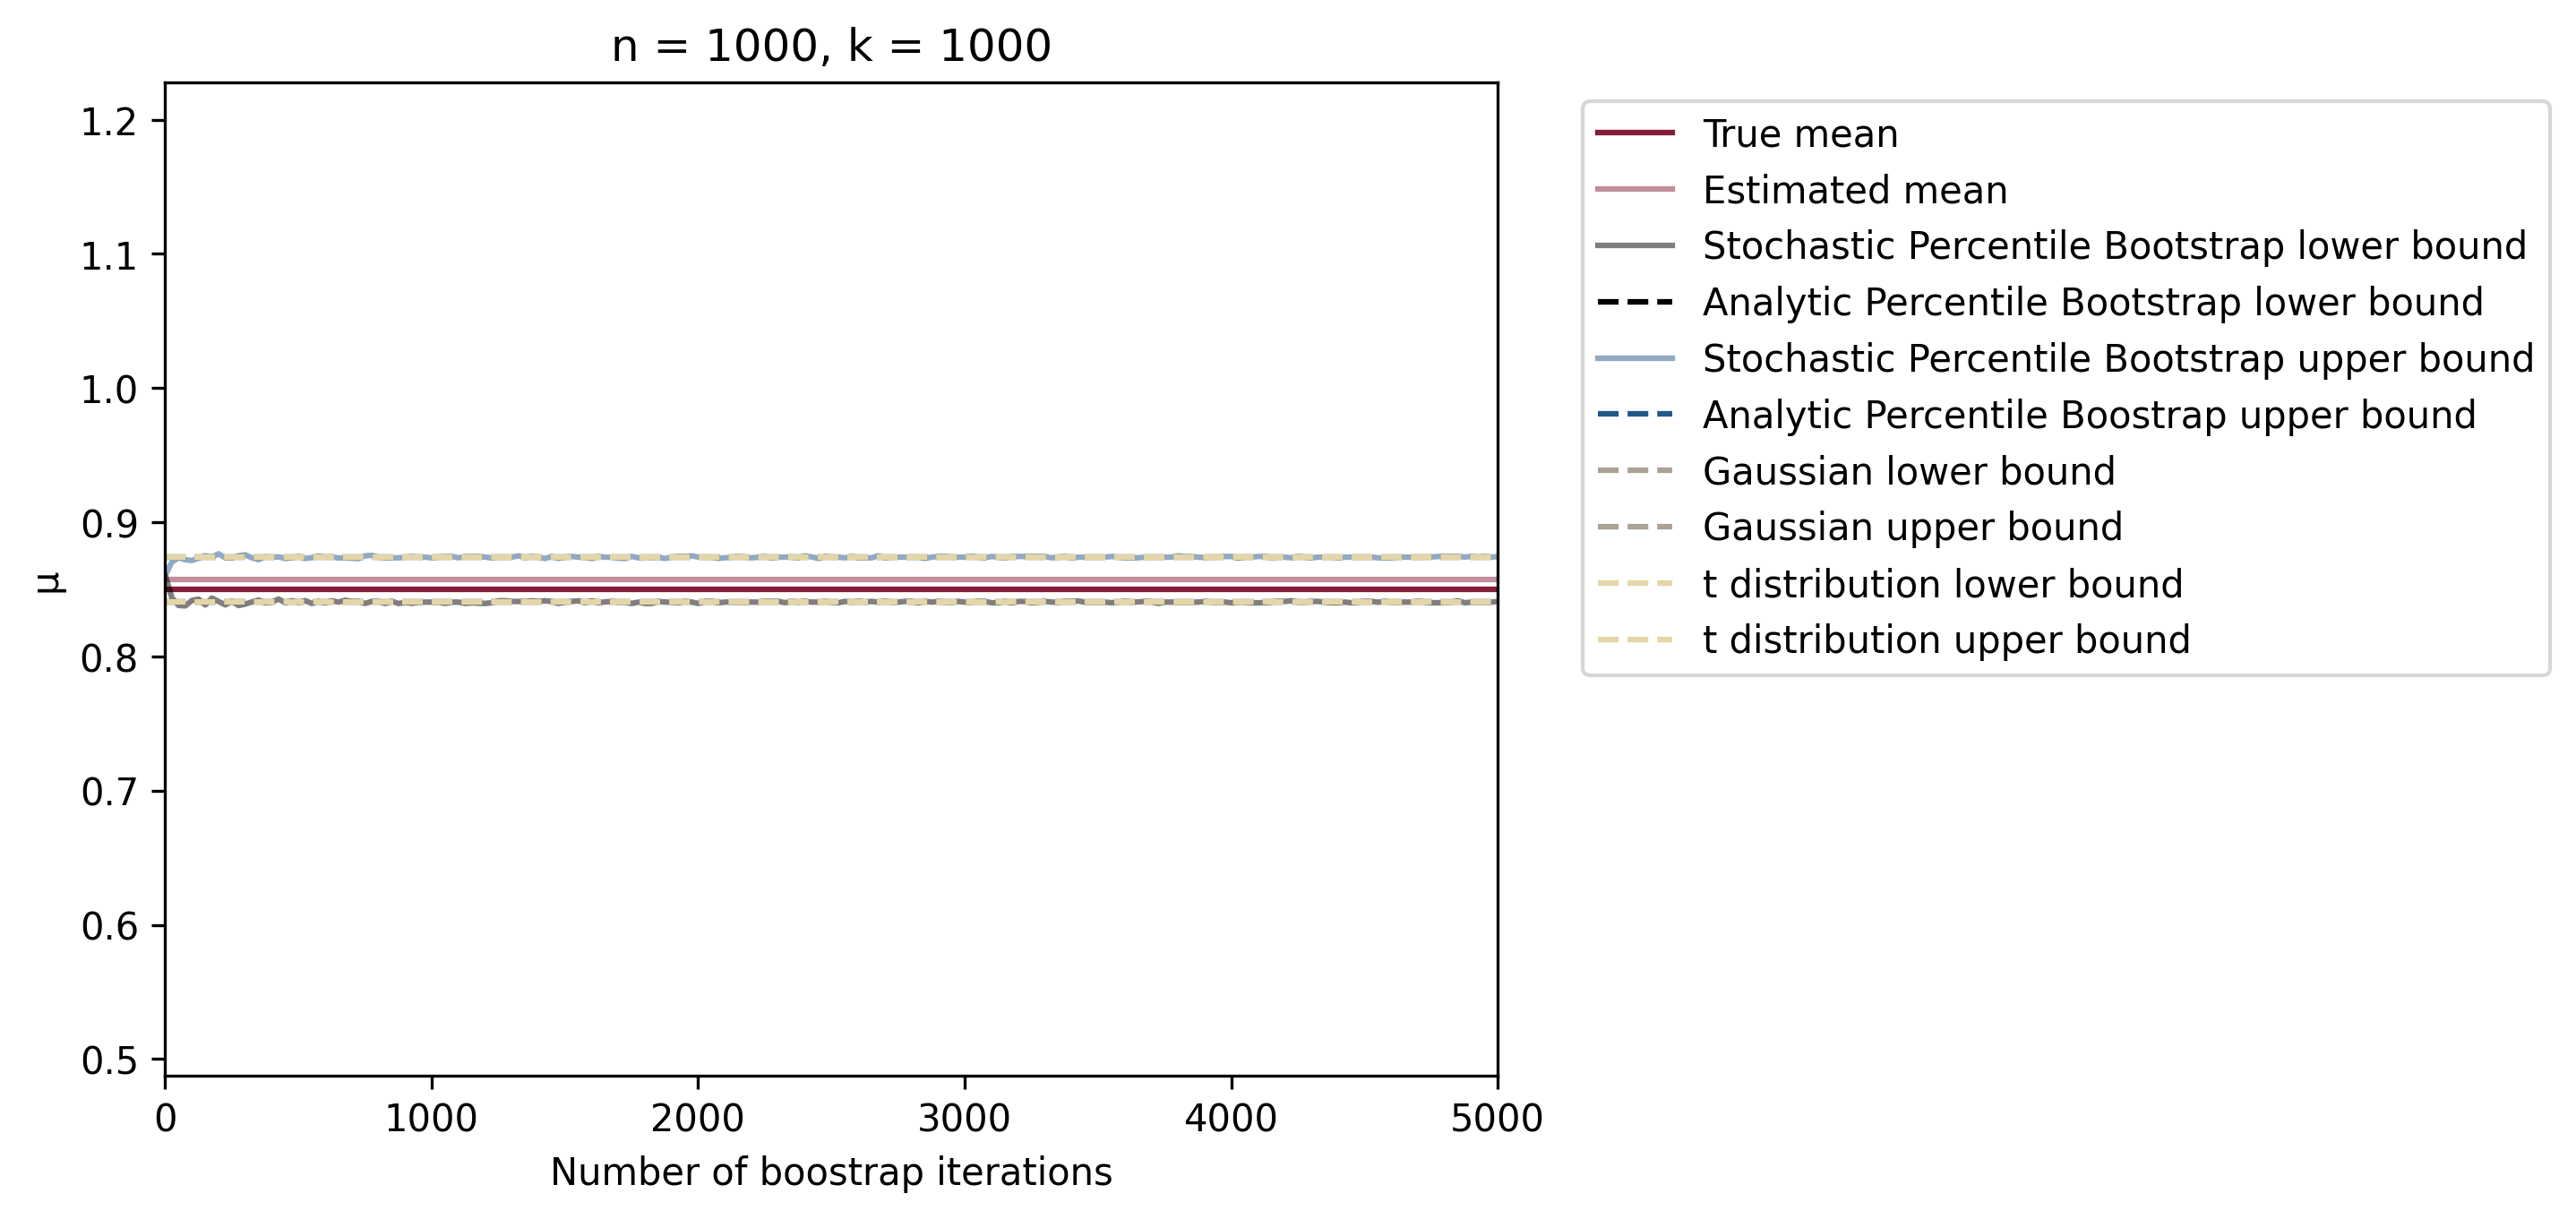 n = 1000, k = 1000
1.2
1.1
1.0
0.9
0.8
0.7
0.6
0.5
μ
0 1000 2000 3000 4000 5000
Number of boostrap iterations
True mean
Estimated mean
Stochastic Percentile Bootstrap lower bound
Analytic Percentile Bootstrap lower bound
Stochastic Percentile Bootstrap upper bound
Analytic Percentile Boostrap upper bound
Gaussian lower bound
Gaussian upper bound
t distribution lower bound
t distribution upper bound